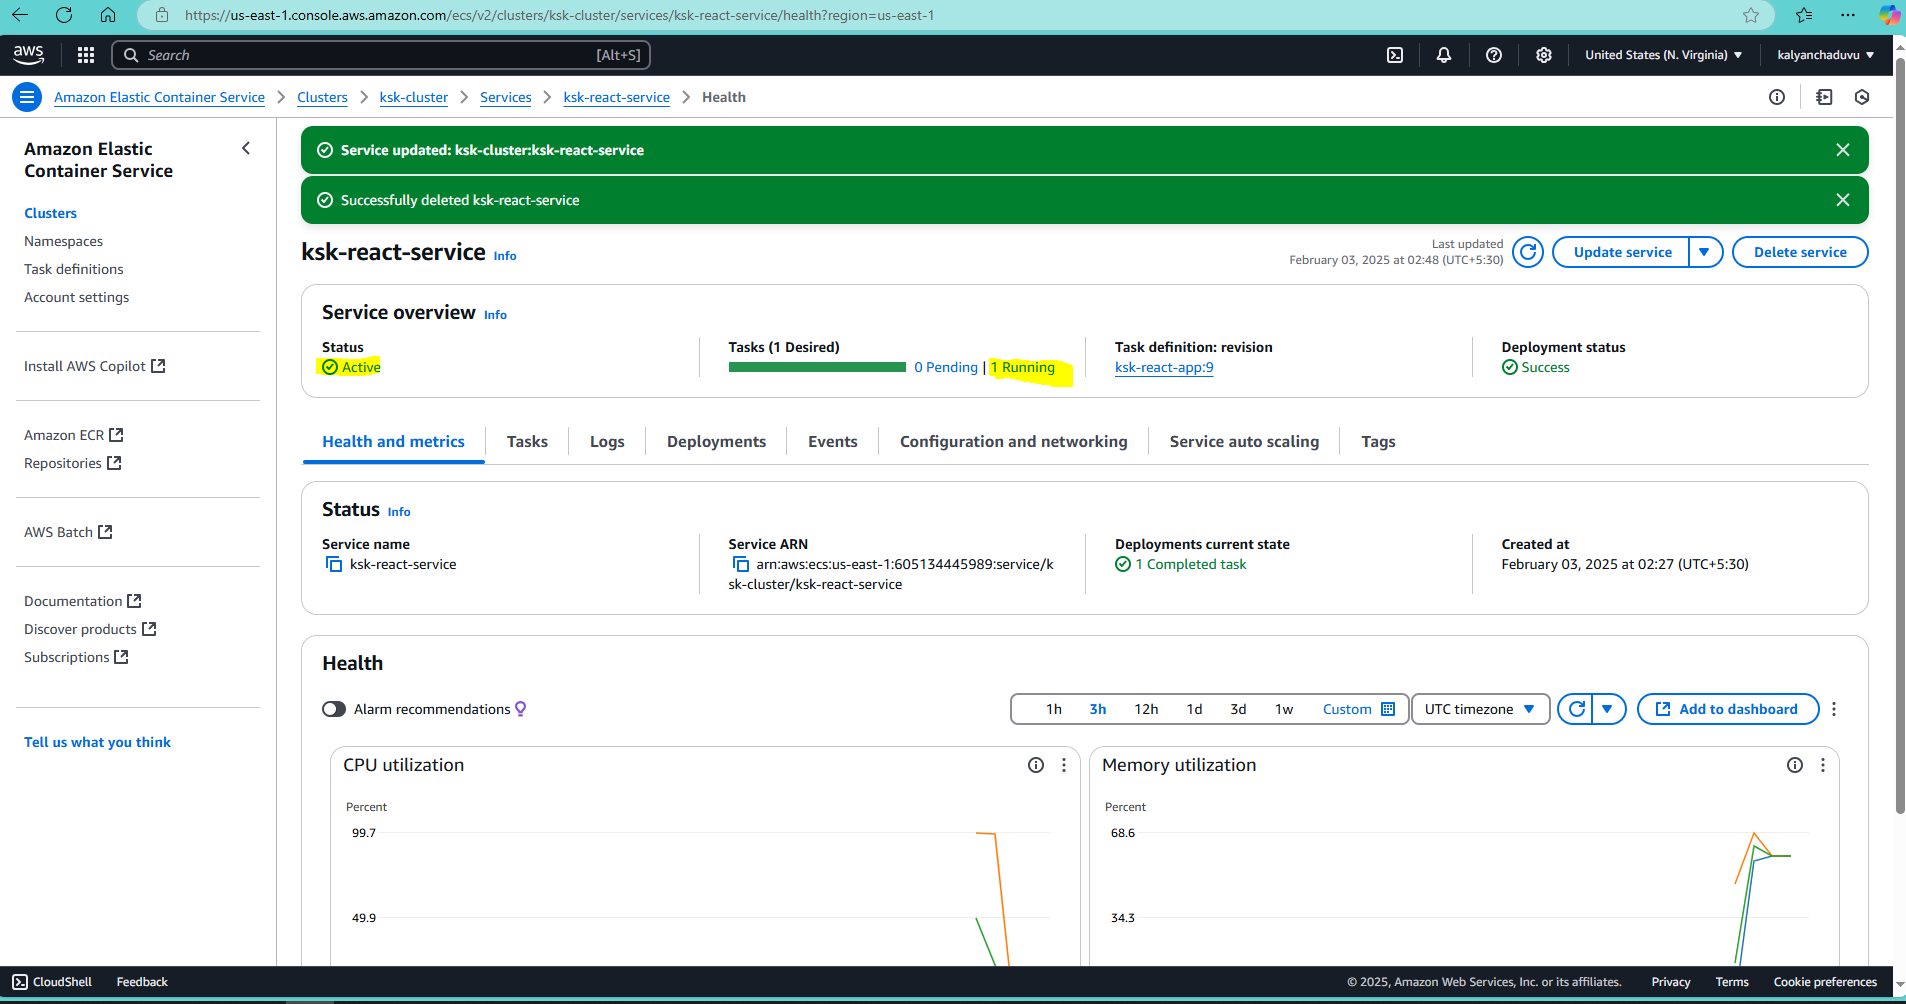 https://us-east-1.console.aws.amazon.com/ecs/v2/clusters/ksk-cluster/services/ksk-react-service/health?region=us-east-1
aws
Search
[Alt+S]
United States (N. Virginia)
kalyanchaduvu
Amazon Elastic Container Service
Clusters
ksk-cluster
Services
ksk-react-service
Health
Amazon Elastic
Container Service
Clusters
Namespaces
Task definitions
Account settings
Install AWS Copilot
Amazon ECR
Repositories
AWS Batch
Documentation
Discover products
Subscriptions
Tell us what you think
Service updated: ksk-cluster:ksk-react-service
Successfully deleted ksk-react-service
ksk-react-service Info
Last updated
February 03, 2025 at 02:48 (UTC+5:30)
Update service
Delete service
Service overview Info
Status
Active
Tasks (1 Desired)
0 Pending | 1 Running
Task definition: revision
ksk-react-app:9
Deployment status
Success
Health and metrics
Tasks
Logs
Deployments
Events
Configuration and networking
Service auto scaling
Tags
Status Info
Service name
ksk-react-service
Service ARN
arn:aws:ecs:us-east-1:605134445989:service/k
sk-cluster/ksk-react-service
Deployments current state
1 Completed task
Created at
February 03, 2025 at 02:27 (UTC+5:30)
Health
Alarm recommendations
1h
3h
12h
1d
3d
1w
Custom
UTC timezone
Add to dashboard
CPU utilization
Percent
99.7
49.9
Memory utilization
Percent
68.6
34.3
CloudShell
Feedback
© 2025, Amazon Web Services, Inc. or its affiliates.
Privacy
Terms
Cookie preferences